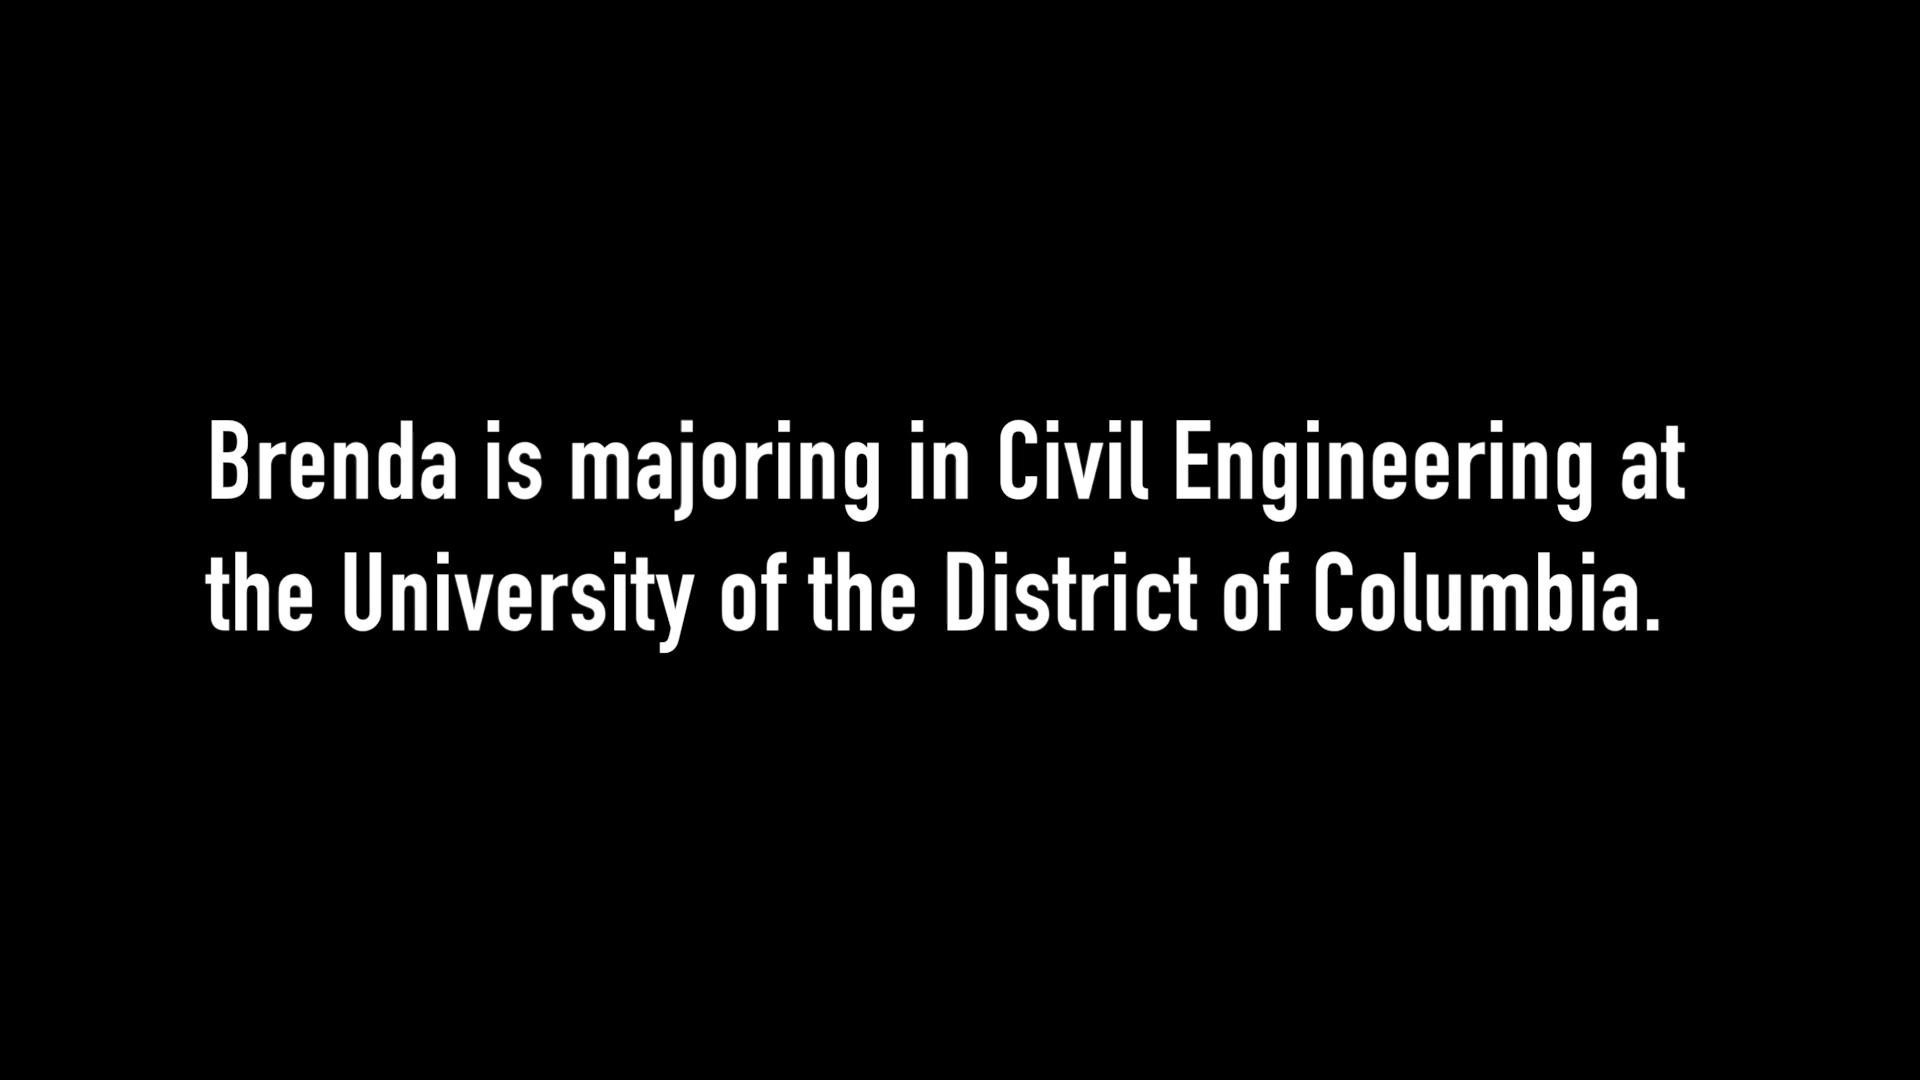 Brenda is majoring in Civil Engineering at
the University of the District of Columbia.